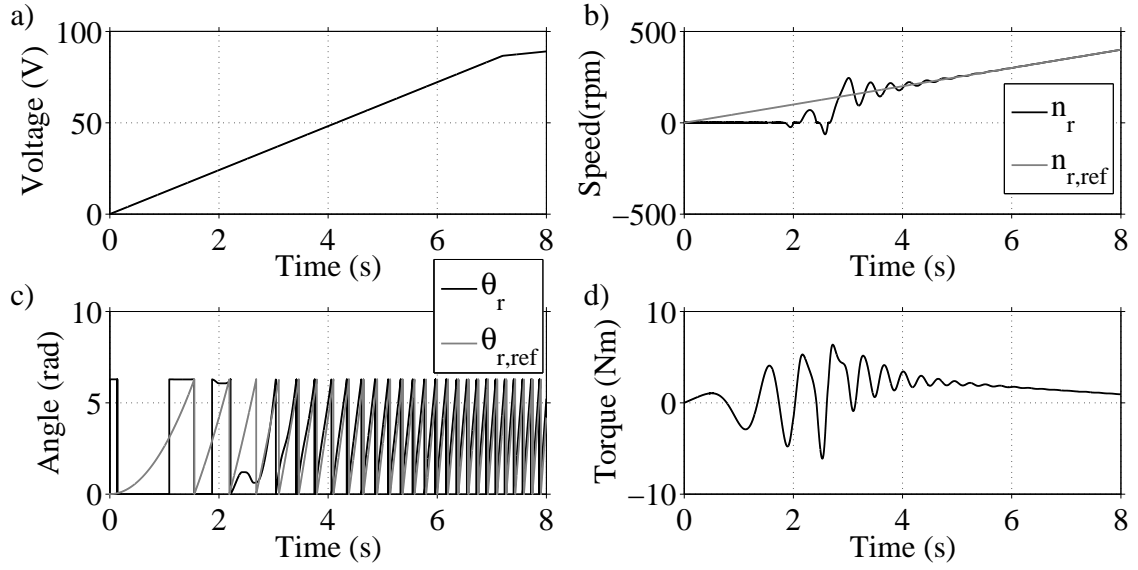 a)
100
50
0
Voltage (V)
0 2 4 6 8
Time (s)
b)
500
0
−500
Speed(rpm)
n_r
n_r,ref
0 2 4 6 8
Time (s)
c)
10
5
0
Angle (rad)
θ_r
θ_r,ref
0 2 4 6 8
Time (s)
d)
10
0
−10
Torque (Nm)
0 2 4 6 8
Time (s)